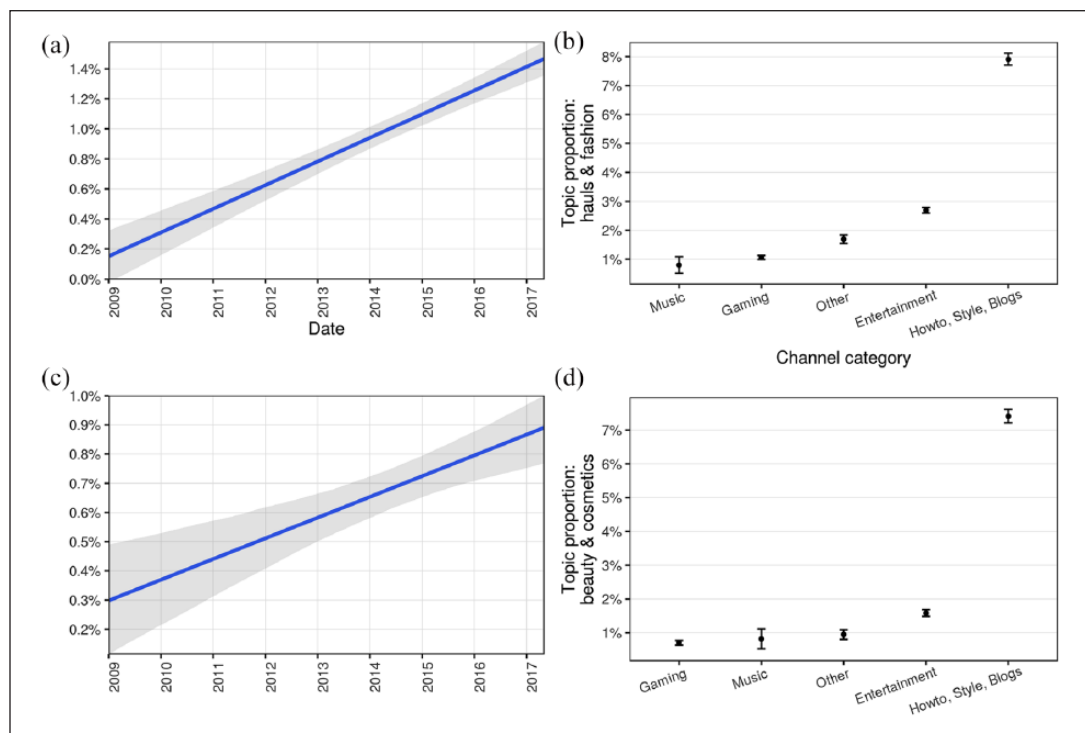 (a)
1.4%
1.2%
1.0%
0.8%
0.6%
0.4%
0.2%
0.0%
2009
2010
2011
2012
2013
2014
2015
2016
2017
Date
(b)
Topic proportion:
hauls & fashion
8%
7%
6%
5%
4%
3%
2%
1%
Music
Gaming
Other
Entertainment
Howto, Style, Blogs
Channel category
(c)
1.0%
0.9%
0.8%
0.7%
0.6%
0.5%
0.4%
0.3%
0.2%
2009
2010
2011
2012
2013
2014
2015
2016
2017
(d)
Topic proportion:
beauty & cosmetics
7%
6%
5%
4%
3%
2%
1%
Gaming
Music
Other
Entertainment
Howto, Style, Blogs